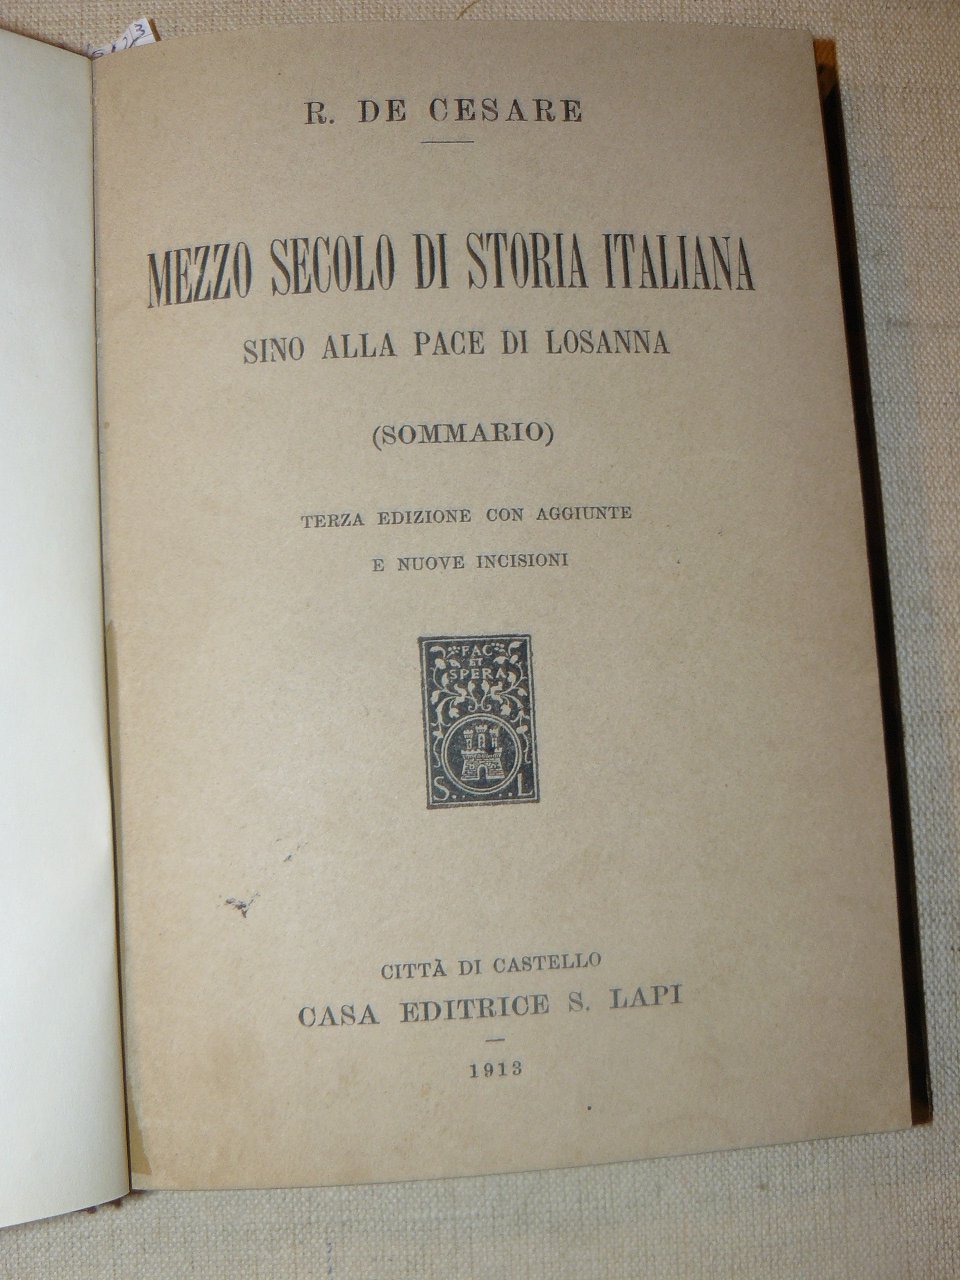 R. DE CESARE
MEZZO SECOLO DI STORIA ITALIANA
SINO ALLA PACE DI LOSANNA
(SOMMARIO)
TERZA EDIZIONE CON AGGIUNTE
E NUOVE INCISIONI
FAC
ET
SPERA
S. L
CITTÀ DI CASTELLO
CASA EDITRICE S. LAPI
1913